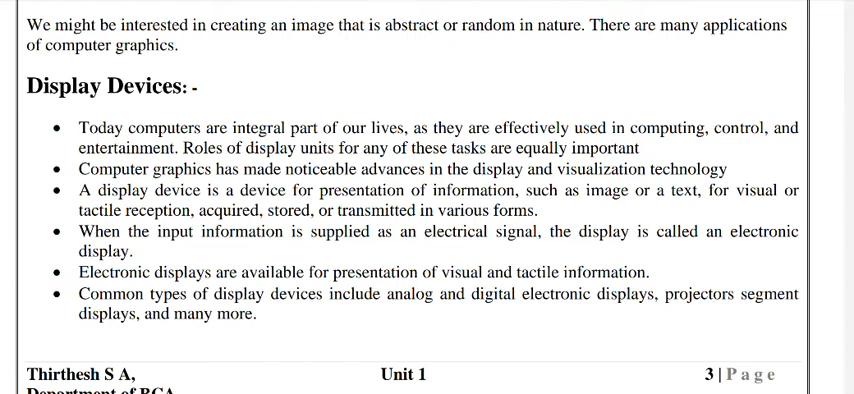 We might be interested in creating an image that is abstract or random in nature. There are many applications
of computer graphics.
Display Devices: -
• Today computers are integral part of our lives, as they are effectively used in computing, control, and
entertainment. Roles of display units for any of these tasks are equally important
• Computer graphics has made noticeable advances in the display and visualization technology
• A display device is a device for presentation of information, such as image or a text, for visual or
tactile reception, acquired, stored, or transmitted in various forms.
• When the input information is supplied as an electrical signal, the display is called an electronic
display.
• Electronic displays are available for presentation of visual and tactile information.
• Common types of display devices include analog and digital electronic displays, projectors segment
displays, and many more.
Thirthesh S A, Unit 1 3 | P a g e
Department of BCA